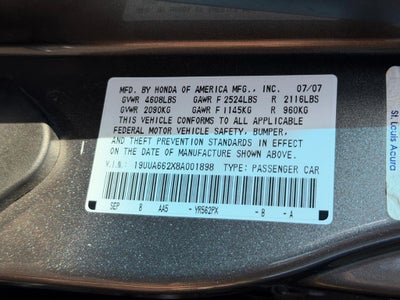 MFD. BY HONDA OF AMERICA MFG., INC. 07/07
GVWR 4608LBS GAWR F 2524LBS R 2116LBS
GVWR 2090KG GAWR F 1145KG R 960KG
THIS VEHICLE CONFORMS TO ALL APPLICABLE
FEDERAL MOTOR VEHICLE SAFETY, BUMPER,
AND THEFT PREVENTION STANDARDS IN EFFECT
ON THE DATE OF MANUFACTURE SHOWN ABOVE.
V.I.N.: 19UUA662X8A001898 TYPE: PASSENGER CAR
SEP 8 AA5 - YR562PX - B - A
St. Louis Acura